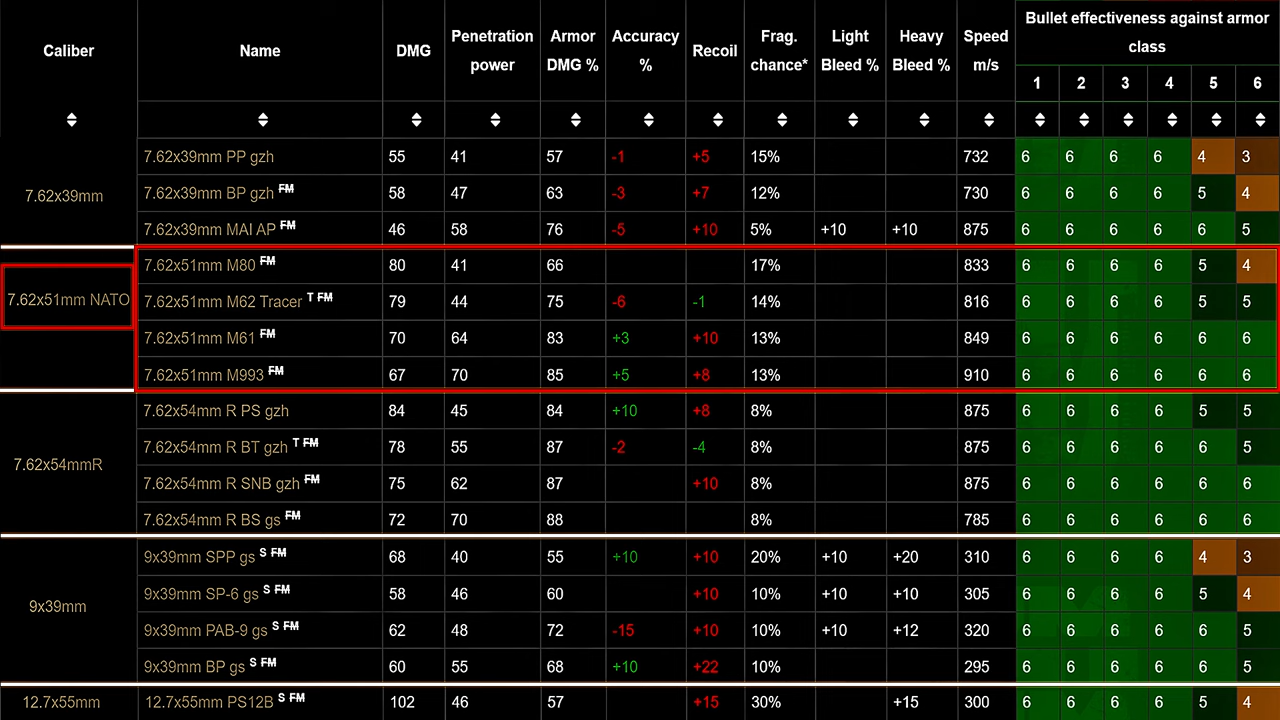 Caliber Name DMG Penetration power Armor DMG % Accuracy % Recoil Frag. chance* Light Bleed % Heavy Bleed % Speed m/s Bullet effectiveness against armor class
1 2 3 4 5 6
7.62x39mm
7.62x39mm PP gzh 55 41 57 -1 +5 15% 732 6 6 6 6 4 3
7.62x39mm BP gzh FM 58 47 63 -3 +7 12% 730 6 6 6 6 5 4
7.62x39mm MAI AP FM 46 58 76 -5 +10 5% +10 +10 875 6 6 6 6 6 5
7.62x51mm NATO
7.62x51mm M80 FM 80 41 66 17% 833 6 6 6 6 5 4
7.62x51mm M62 Tracer T FM 79 44 75 -6 -1 14% 816 6 6 6 6 5 5
7.62x51mm M61 FM 70 64 83 +3 +10 13% 849 6 6 6 6 6 6
7.62x51mm M993 FM 67 70 85 +5 +8 13% 910 6 6 6 6 6 6
7.62x54mmR
7.62x54mm R PS gzh 84 45 84 +10 +8 8% 875 6 6 6 6 5 5
7.62x54mm R BT gzh T FM 78 55 87 -2 -4 8% 875 6 6 6 6 6 5
7.62x54mm R SNB gzh FM 75 62 87 +10 8% 875 6 6 6 6 6 6
7.62x54mm R BS gs FM 72 70 88 8% 785 6 6 6 6 6 6
9x39mm
9x39mm SPP gs S FM 68 40 55 +10 +10 20% +10 +20 310 6 6 6 6 4 3
9x39mm SP-6 gs S FM 58 46 60 +10 10% +10 +10 305 6 6 6 6 5 4
9x39mm PAB-9 gs S FM 62 48 72 -15 +10 10% +10 +12 320 6 6 6 6 6 5
9x39mm BP gs S FM 60 55 68 +10 +22 10% 295 6 6 6 6 6 5
12.7x55mm
12.7x55mm PS12B S FM 102 46 57 +15 30% +15 300 6 6 6 6 5 4